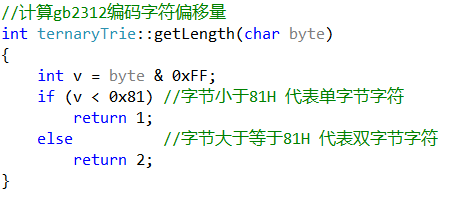 //计算gb2312编码字符偏移量
int ternaryTrie::getLength(char byte)
{
    int v = byte & 0xFF;
    if (v < 0x81) //字节小于81H 代表单字节字符
        return 1;
    else          //字节大于等于81H 代表双字节字符
        return 2;
}